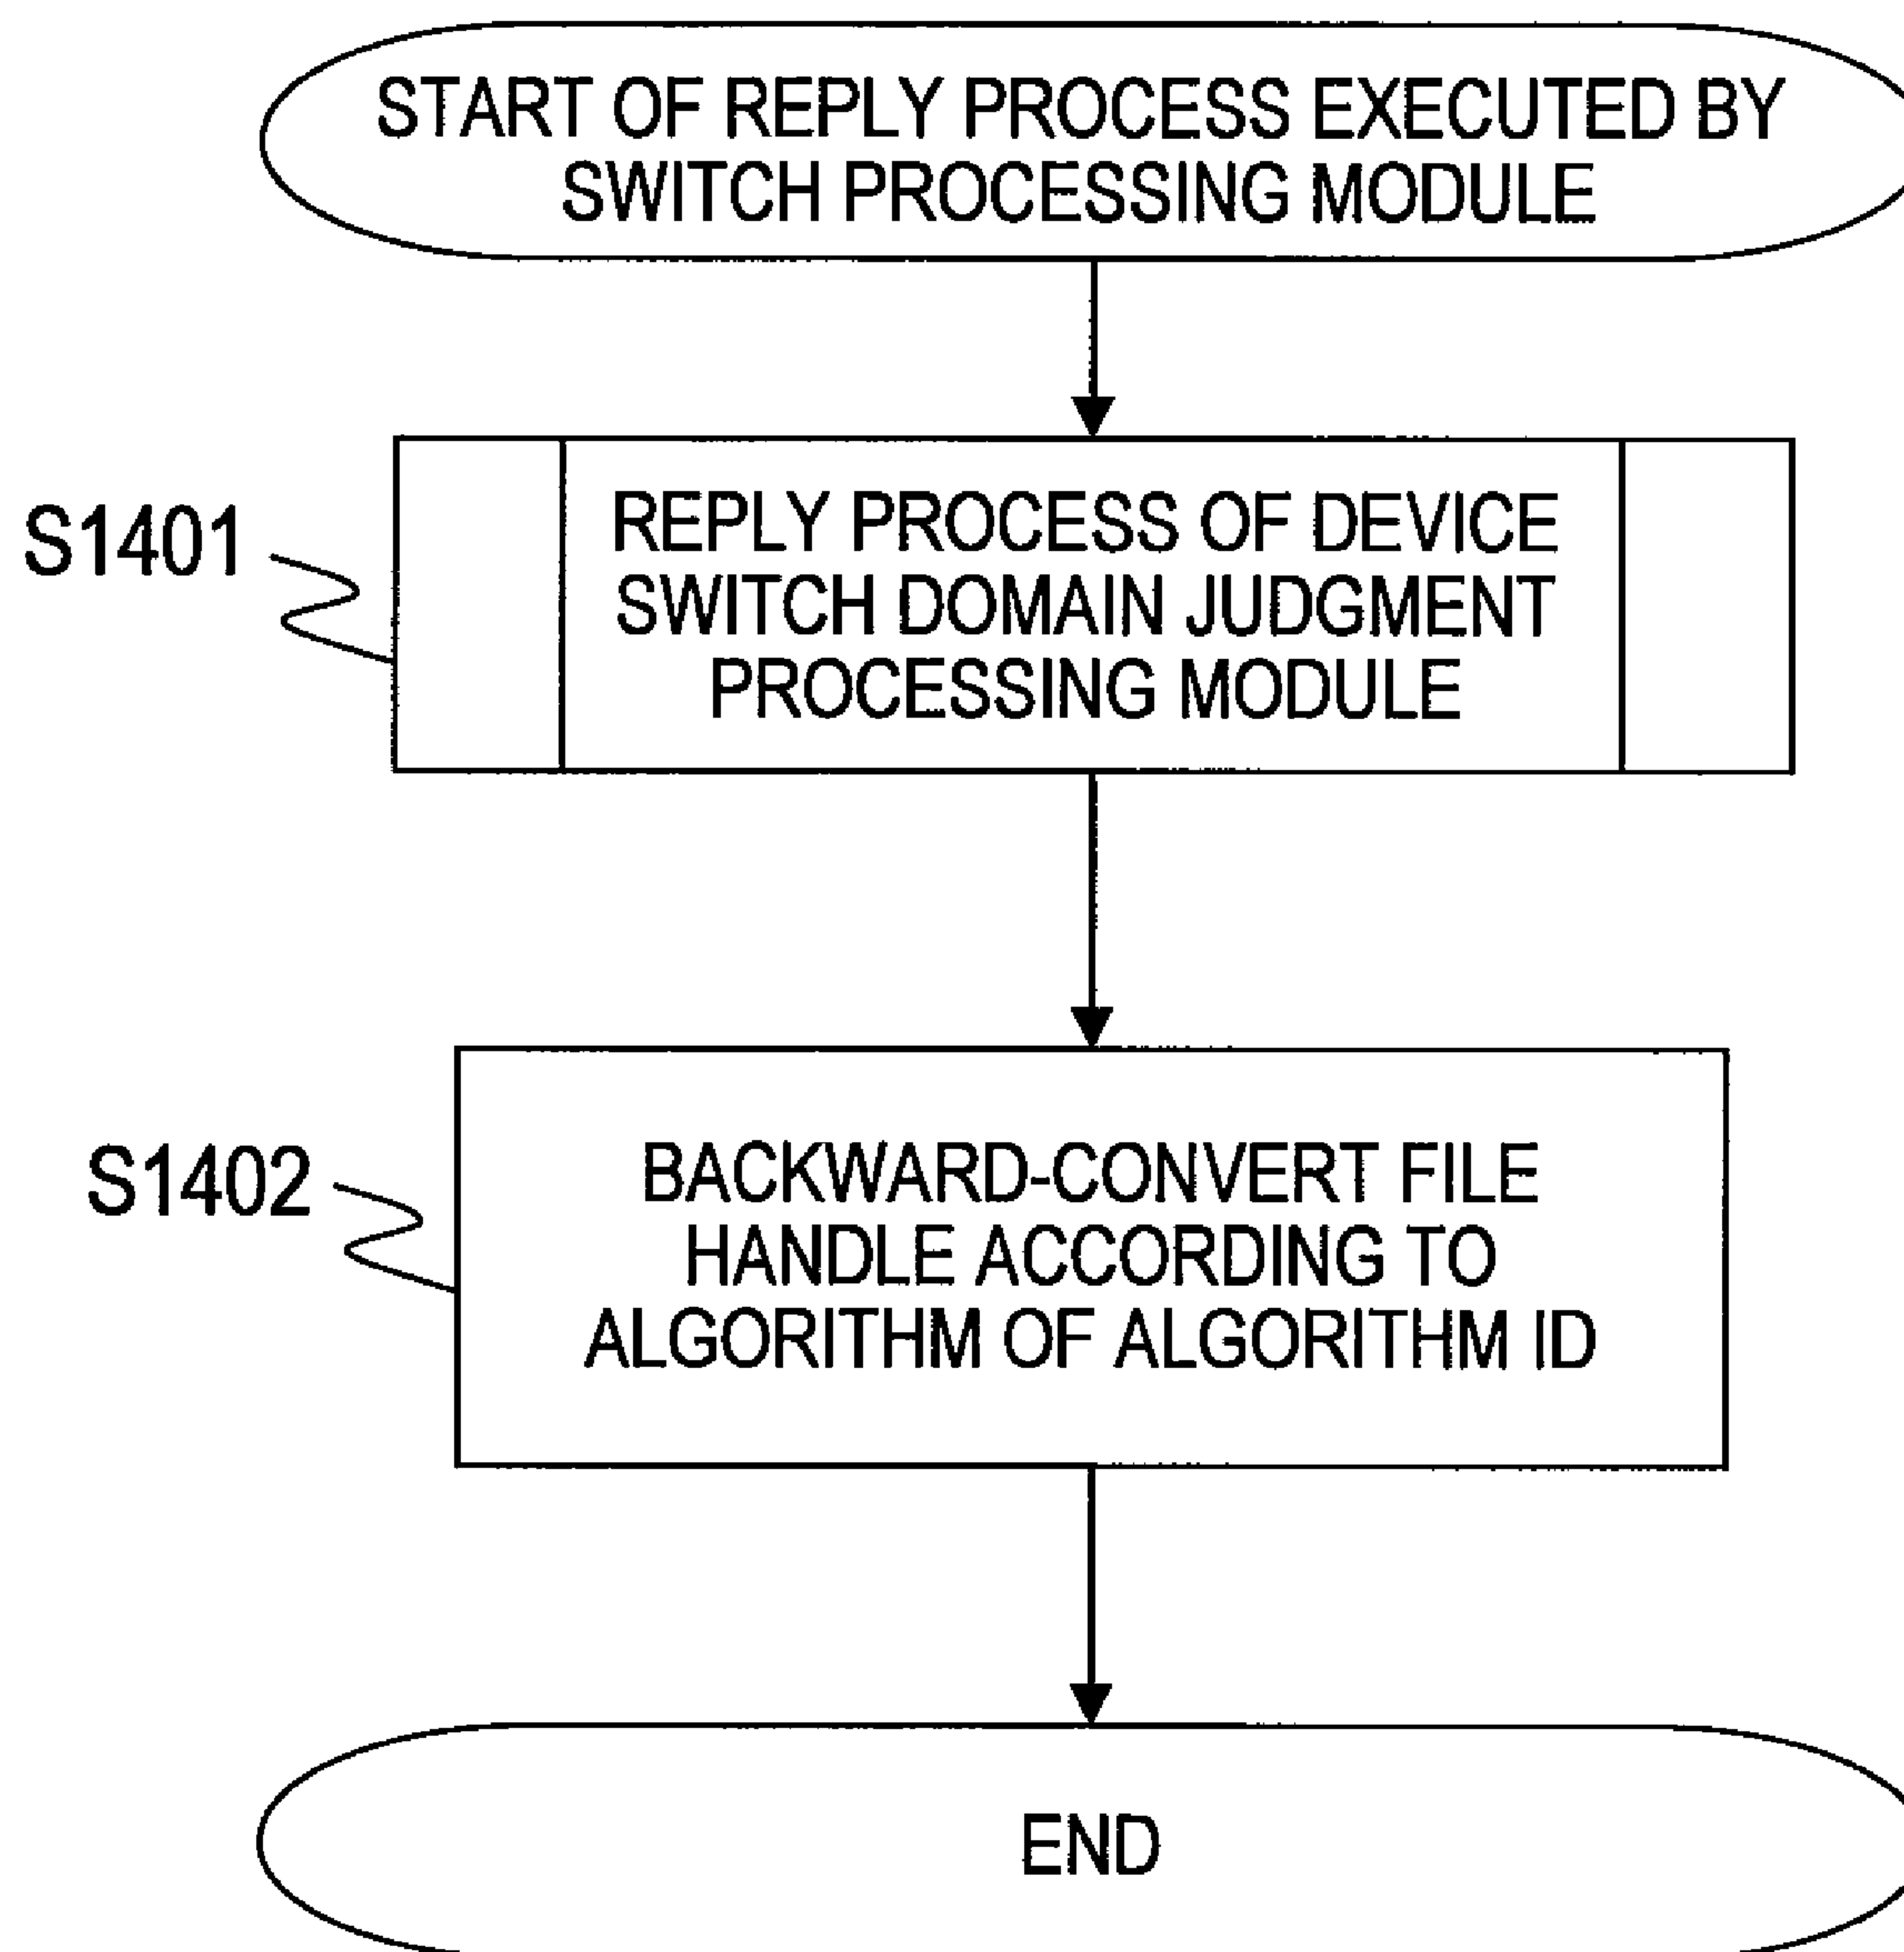 START OF REPLY PROCESS EXECUTED BY
SWITCH PROCESSING MODULE
S1401
REPLY PROCESS OF DEVICE
SWITCH DOMAIN JUDGMENT
PROCESSING MODULE
S1402
BACKWARD-CONVERT FILE
HANDLE ACCORDING TO
ALGORITHM OF ALGORITHM ID
END